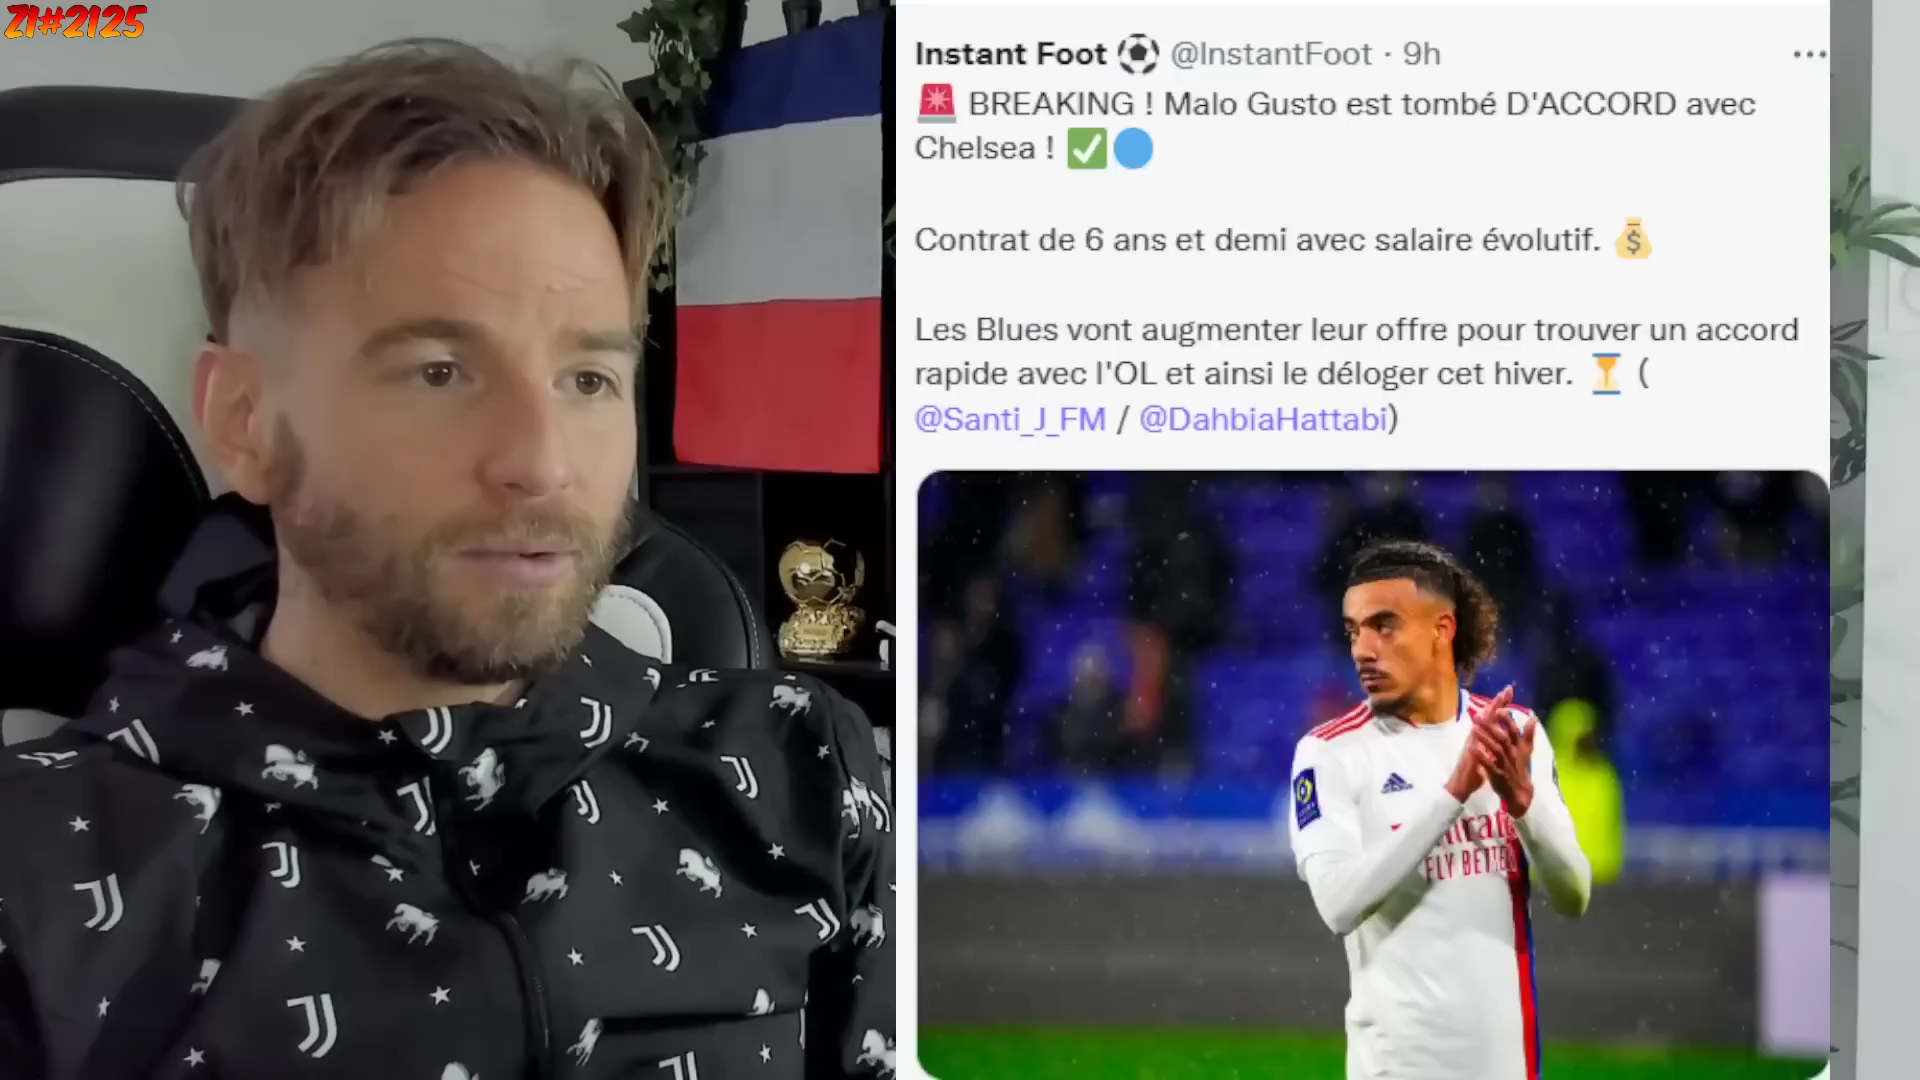 ZI#2125
Instant Foot ⚽ @InstantFoot · 9h
🚨 BREAKING ! Malo Gusto est tombé D'ACCORD avec
Chelsea ! ✅🔵
Contrat de 6 ans et demi avec salaire évolutif. 💰
Les Blues vont augmenter leur offre pour trouver un accord
rapide avec l'OL et ainsi le déloger cet hiver. ⏳ (
@Santi_J_FM / @DahbiaHattabi)
FLY BETTER